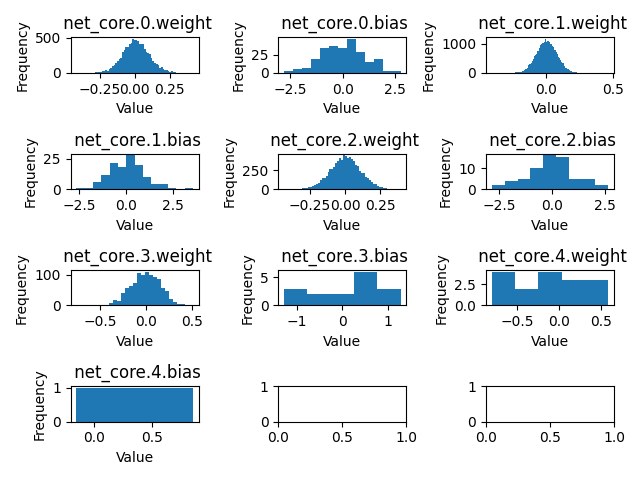 net_core.0.weight
500
0
Frequency
−0.25 0.00 0.25
Value
net_core.0.bias
25
0
Frequency
−2.5 0.0 2.5
Value
net_core.1.weight
1000
0
Frequency
0.0 0.5
Value
net_core.1.bias
25
0
Frequency
−2.5 0.0 2.5
Value
net_core.2.weight
250
0
Frequency
−0.25 0.00 0.25
Value
net_core.2.bias
10
0
Frequency
−2.5 0.0 2.5
Value
net_core.3.weight
100
0
Frequency
−0.5 0.0 0.5
Value
net_core.3.bias
5
0
Frequency
−1 0 1
Value
net_core.4.weight
2.5
0.0
Frequency
−0.5 0.0 0.5
Value
net_core.4.bias
1
0
Frequency
0.0 0.5
Value
1
0
0.0 0.5 1.0
1
0
0.0 0.5 1.0